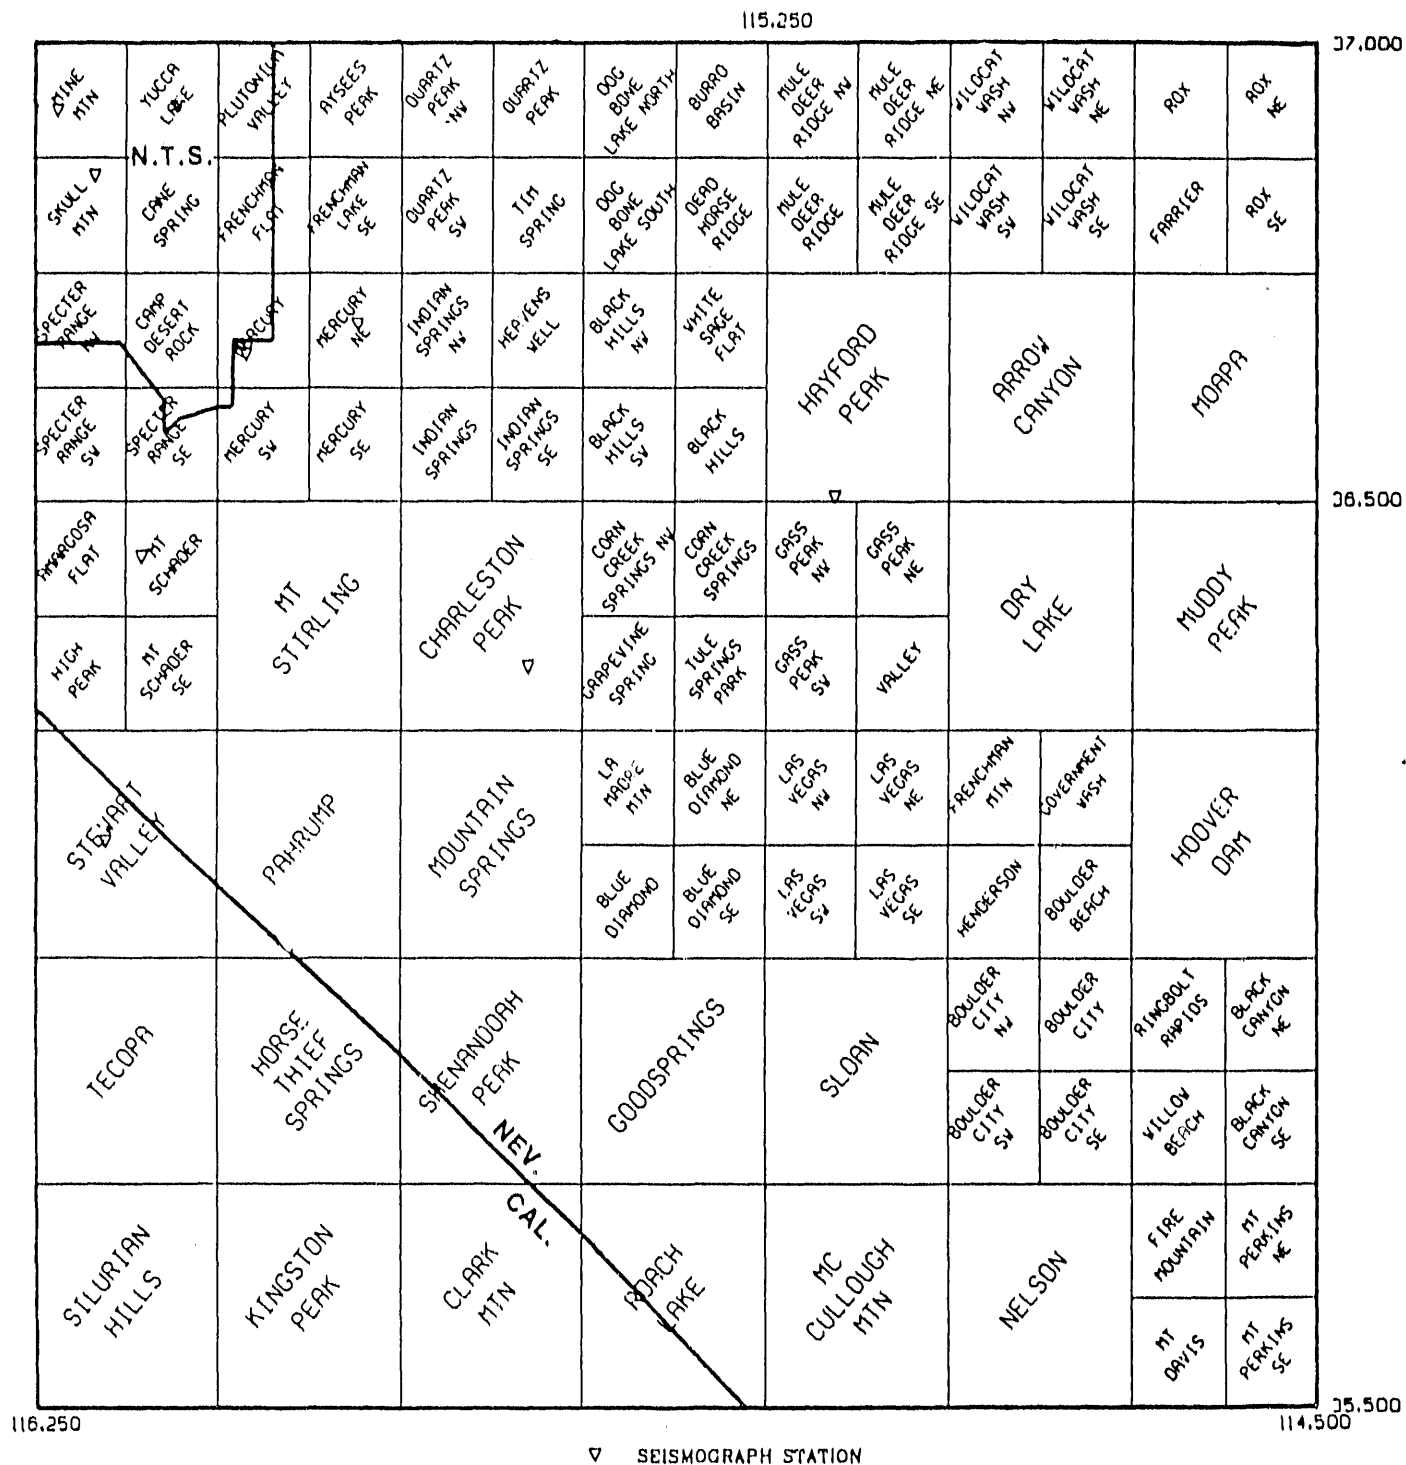 115.250
37.000
MINE
MTN
YUCCA
LAKE
PLUTONIUM
VALLEY
AYSEES
PEAK
QUARTZ
PEAK
NW
QUARTZ
PEAK
DOG
BONE
LAKE NORTH
BURRO
BASIN
MULE
DEER
RIDGE NW
MULE
DEER
RIDGE NE
WILDCAT
WASH
NW
WILDCAT
WASH
NE
ROX
ROX
NE
N.T.S.
SKULL
MTN
CANE
SPRING
FRENCHMAN
FLAT
FRENCHMAN
LAKE
SE
QUARTZ
PEAK
SW
TIM
SPRING
DOG
BONE
LAKE SOUTH
DEAD
HORSE
RIDGE
MULE
DEER
RIDGE
MULE
DEER
RIDGE SE
WILDCAT
WASH
SW
WILDCAT
WASH
SE
FARRIER
ROX
SE
SPECTER
RANGE
NW
CAMP
DESERT
ROCK
MERCURY
MERCURY
NE
INDIAN
SPRINGS
NW
HEAVENS
WELL
BLACK
HILLS
NW
WHITE
SAGE
FLAT
HAYFORD
PEAK
ARROW
CANYON
MOAPA
SPECTER
RANGE
SW
SPECTER
RANGE
SE
MERCURY
SW
MERCURY
SE
INDIAN
SPRINGS
INDIAN
SPRINGS
SE
BLACK
HILLS
SW
BLACK
HILLS
36.500
AMARGOSA
FLAT
MT
SCHADER
MT
STIRLING
CHARLESTON
PEAK
CORN
CREEK
SPRINGS NW
CORN
CREEK
SPRINGS
GASS
PEAK
NW
GASS
PEAK
NE
DRY
LAKE
MUDDY
PEAK
HIGH
PEAK
MT
SCHADER
SE
GRAPEVINE
SPRING
TULE
SPRINGS
PARK
GASS
PEAK
SW
VALLEY
STEWART
VALLEY
PAHRUMP
MOUNTAIN
SPRINGS
LA
MADRE
MTN
BLUE
DIAMOND
NE
LAS
VEGAS
NW
LAS
VEGAS
NE
FRENCHMAN
MTN
GOVERNMENT
WASH
HOOVER
DAM
BLUE
DIAMOND
BLUE
DIAMOND
SE
LAS
VEGAS
SW
LAS
VEGAS
SE
HENDERSON
BOULDER
BEACH
TECOPA
HORSE
THIEF
SPRINGS
SHENANDOAH
PEAK
GOODSPRINGS
SLOAN
BOULDER
CITY
NW
BOULDER
CITY
RINGBOLT
RAPIDS
BLACK
CANYON
NE
BOULDER
CITY
SW
BOULDER
CITY
SE
WILLOW
BEACH
BLACK
CANYON
SE
NEV.
CAL.
SILURIAN
HILLS
KINGSTON
PEAK
CLARK
MTN
ROACH
LAKE
MC
CULLOUGH
MTN
NELSON
FIRE
MOUNTAIN
MT
PERKINS
NE
MT
DAVIS
MT
PERKINS
SE
35.500
116.250
114.500
SEISMOGRAPH STATION